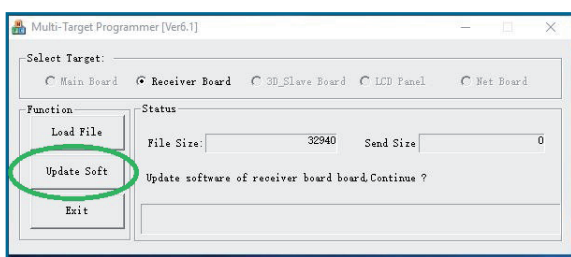 Multi-Target Programmer [Ver6.1]
Select Target:
Main Board Receiver Board 3D_Slave Board LCD Panel Net Board
Function
Status
Load File
File Size: 32940 Send Size 0
Update Soft
Update software of receiver board board,Continue ?
Exit